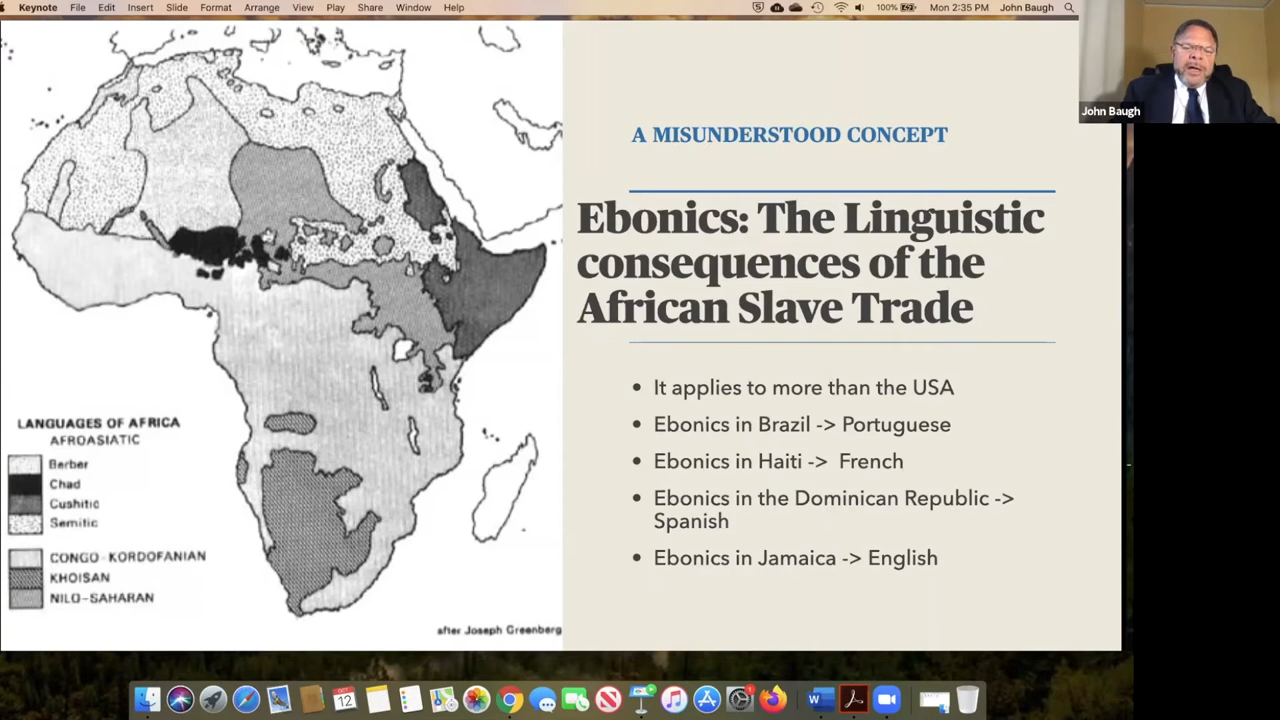 Keynote File Edit Insert Slide Format Arrange View Play Share Window Help 100% Mon 2:35 PM John Baugh
John Baugh
A MISUNDERSTOOD CONCEPT
Ebonics: The Linguistic
consequences of the
African Slave Trade
• It applies to more than the USA
• Ebonics in Brazil -> Portuguese
• Ebonics in Haiti -> French
• Ebonics in the Dominican Republic ->
Spanish
• Ebonics in Jamaica -> English
LANGUAGES OF AFRICA
AFROASIATIC
Berber
Chad
Cushitic
Semitic
CONGO-KORDOFANIAN
KHOISAN
NILO-SAHARAN
after Joseph Greenberg
OCT
12